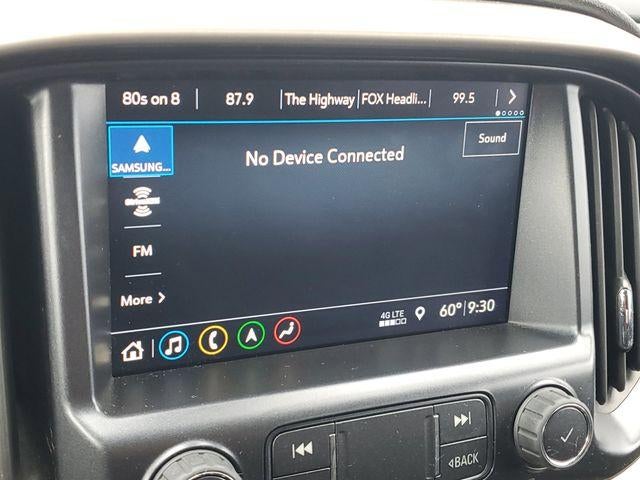 80s on 8 87.9 The Highway FOX Headli... 99.5
No Device Connected
Sound
SAMSUNG...
SiriusXM
FM
More
4G LTE
60° 9:30
BACK